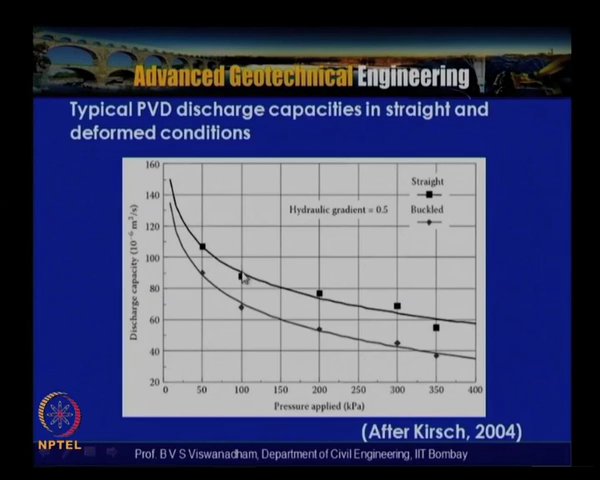 Advanced Geotechnical Engineering
Typical PVD discharge capacities in straight and
deformed conditions
160
140
120
100
80
60
40
20
Discharge capacity (10⁻⁶ m³/s)
Straight
Hydraulic gradient = 0.5 Buckled
0 50 100 150 200 250 300 350 400
Pressure applied (kPa)
(After Kirsch, 2004)
NPTEL
Prof. B V S Viswanadham, Department of Civil Engineering, IIT Bombay